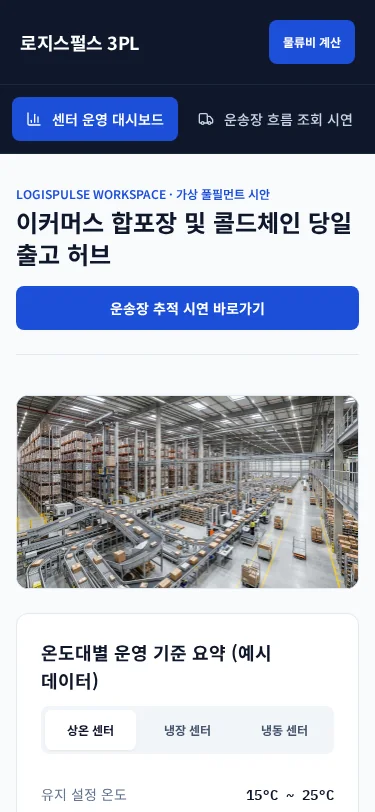 로지스펄스 3PL
물류비 계산
센터 운영 대시보드
운송장 흐름 조회 시연
LOGISPULSE WORKSPACE · 가상 풀필먼트 시안
이커머스 합포장 및 콜드체인 당일
출고 허브
운송장 추적 시연 바로가기
온도대별 운영 기준 요약 (예시
데이터)
상온 센터
냉장 센터
냉동 센터
유지 설정 온도
15°C ~ 25°C